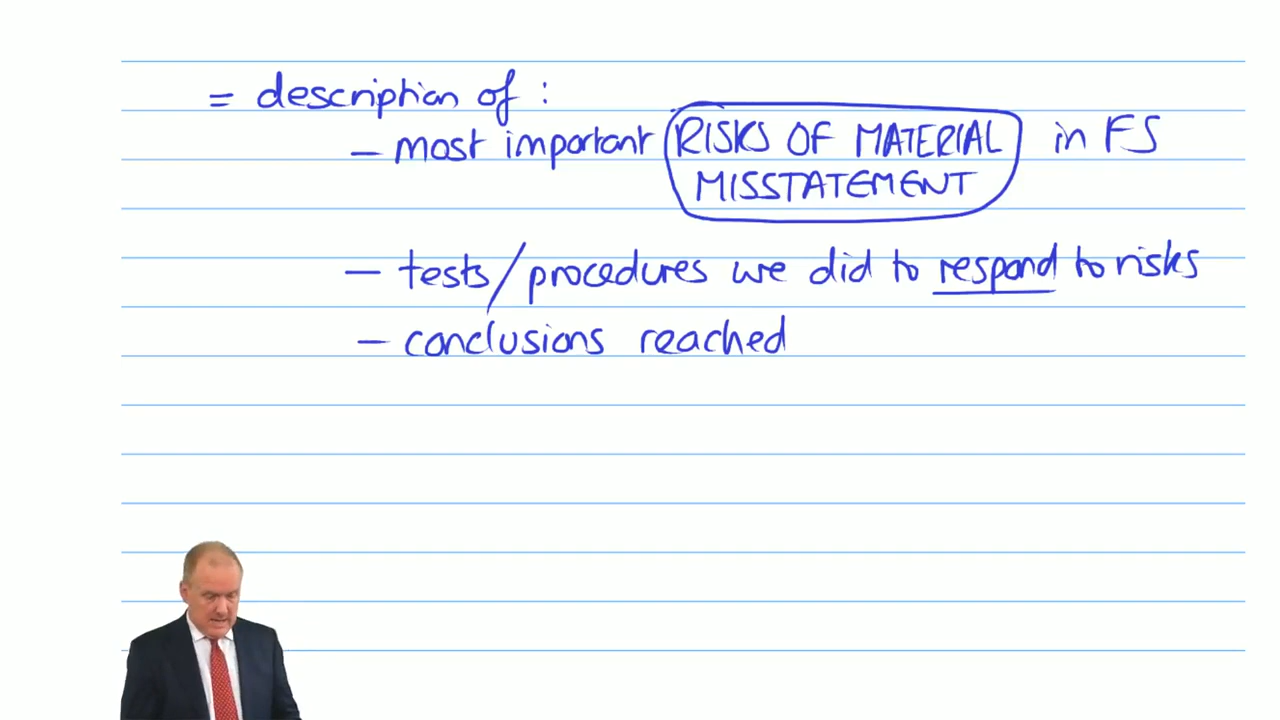 = description of :
- most important RISKS OF MATERIAL in FS
MISSTATEMENT
- tests/procedures we did to respond to risks
- conclusions reached